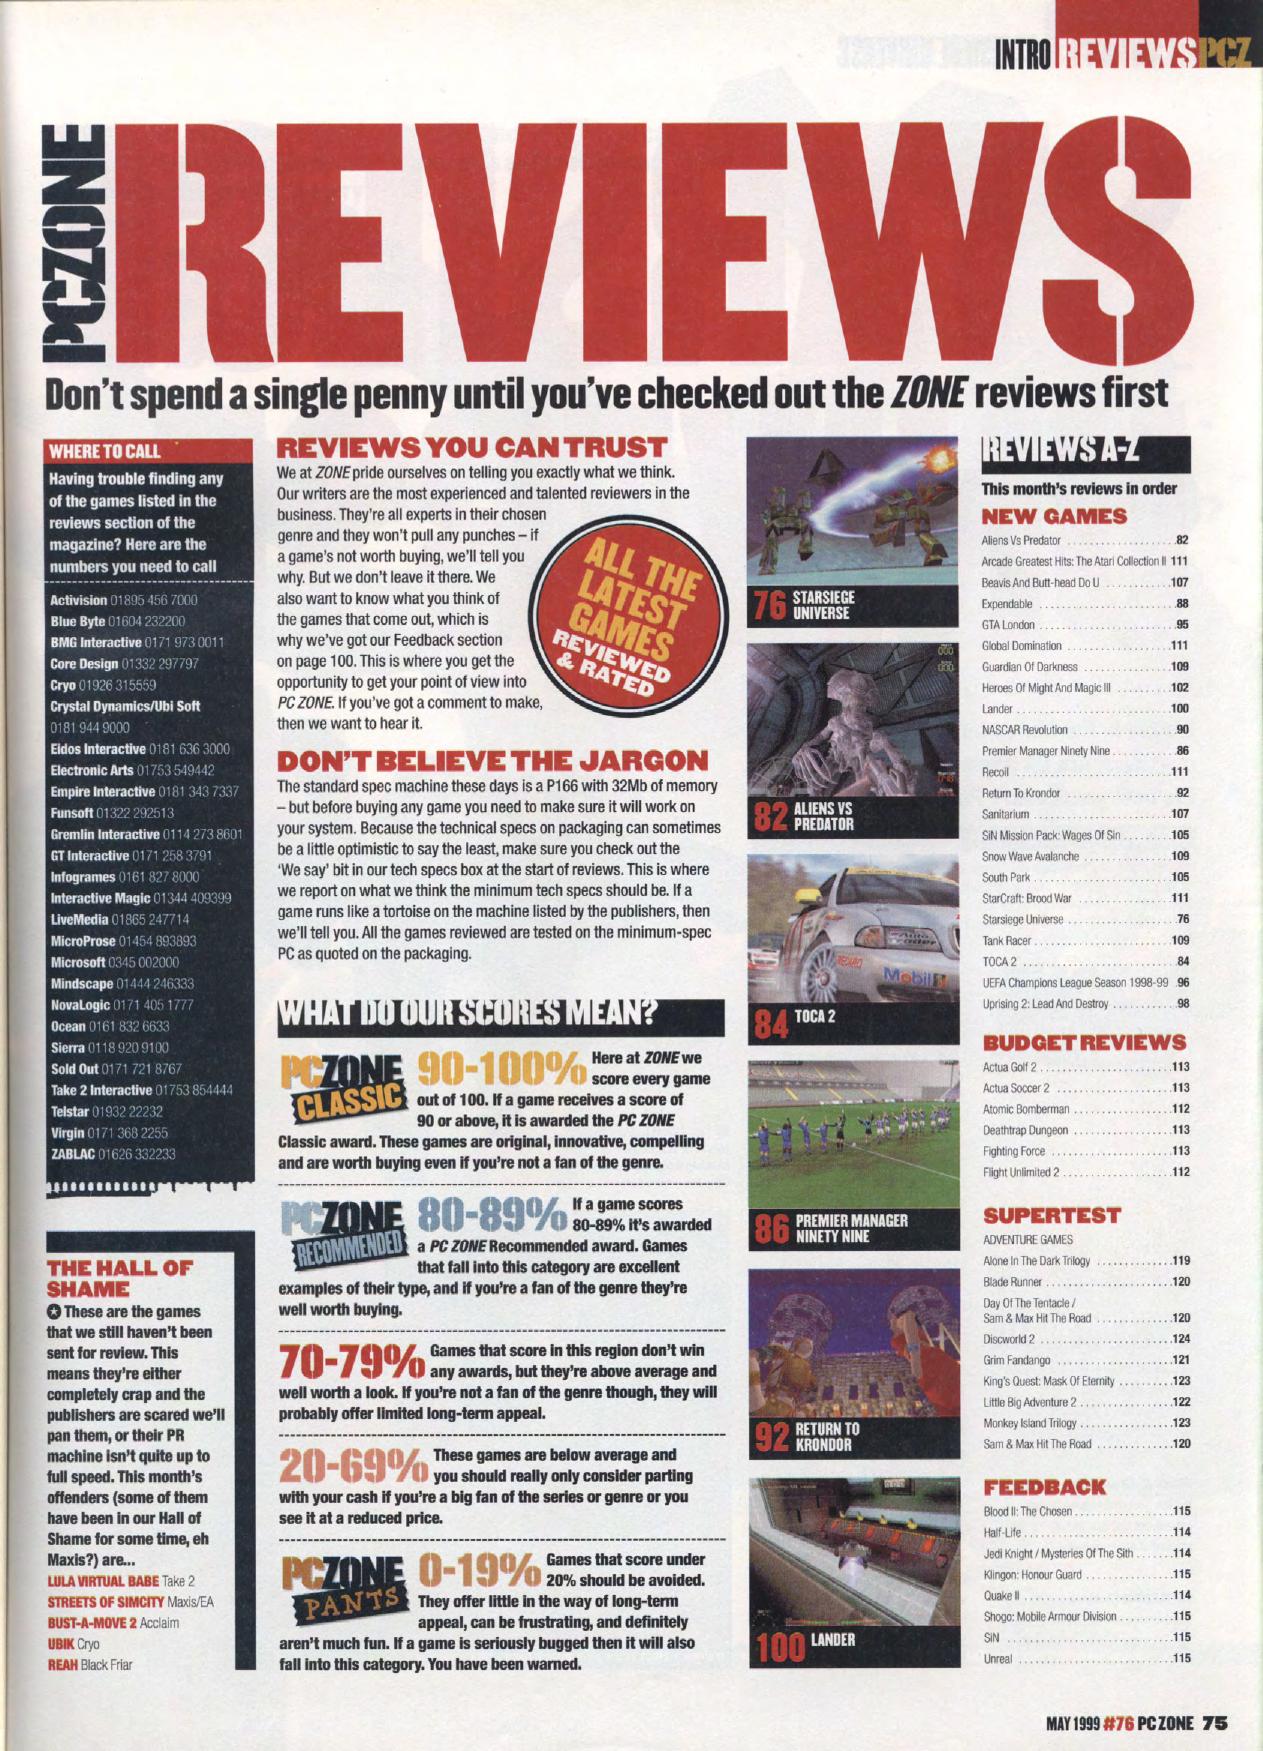 INTRO REVIEWS PCZ
PCZONE
REVIEWS
Don't spend a single penny until you've checked out the ZONE reviews first
WHERE TO CALL
Having trouble finding any
of the games listed in the
reviews section of the
magazine? Here are the
numbers you need to call
Activision 01895 456 7000
Blue Byte 01604 232200
BMG Interactive 0171 973 0011
Core Design 01332 297797
Cryo 01926 315559
Crystal Dynamics/Ubi Soft
0181 944 9000
Eidos Interactive 0181 636 3000
Electronic Arts 01753 549442
Empire Interactive 0181 343 7337
Funsoft 01322 292513
Gremlin Interactive 0114 273 8601
GT Interactive 0171 258 3791
Infogrames 0161 827 8000
Interactive Magic 01344 409399
LiveMedia 01865 247714
MicroProse 01454 893893
Microsoft 0345 002000
Mindscape 01444 246333
NovaLogic 0171 405 1777
Ocean 0161 832 6633
Sierra 0118 920 9100
Sold Out 0171 721 8767
Take 2 Interactive 01753 854444
Telstar 01932 22232
Virgin 0171 368 2255
ZABLAC 01626 332233
THE HALL OF
SHAME
These are the games
that we still haven't been
sent for review. This
means they're either
completely crap and the
publishers are scared we'll
pan them, or their PR
machine isn't quite up to
full speed. This month's
offenders (some of them
have been in our Hall of
Shame for some time, eh
Maxis?) are...
LULA VIRTUAL BABE Take 2
STREETS OF SIMCITY Maxis/EA
BUST-A-MOVE 2 Acclaim
UBIK Cryo
REAH Black Friar
REVIEWS YOU CAN TRUST
We at ZONE pride ourselves on telling you exactly what we think.
Our writers are the most experienced and talented reviewers in the
business. They're all experts in their chosen
genre and they won't pull any punches – if
a game's not worth buying, we'll tell you
why. But we don't leave it there. We
also want to know what you think of
the games that come out, which is
why we've got our Feedback section
on page 100. This is where you get the
opportunity to get your point of view into
PC ZONE. If you've got a comment to make,
then we want to hear it.
ALL THE
LATEST
GAMES
REVIEWED
& RATED
DON'T BELIEVE THE JARGON
The standard spec machine these days is a P166 with 32Mb of memory
– but before buying any game you need to make sure it will work on
your system. Because the technical specs on packaging can sometimes
be a little optimistic to say the least, make sure you check out the
'We say' bit in our tech specs box at the start of reviews. This is where
we report on what we think the minimum tech specs should be. If a
game runs like a tortoise on the machine listed by the publishers, then
we'll tell you. All the games reviewed are tested on the minimum-spec
PC as quoted on the packaging.
WHAT DO OUR SCORES MEAN?
PCZONE
CLASSIC
90-100% Here at ZONE we
score every game
out of 100. If a game receives a score of
90 or above, it is awarded the PC ZONE
Classic award. These games are original, innovative, compelling
and are worth buying even if you're not a fan of the genre.
PCZONE
RECOMMENDED
80-89% If a game scores
80-89% it's awarded
a PC ZONE Recommended award. Games
that fall into this category are excellent
examples of their type, and if you're a fan of the genre they're
well worth buying.
70-79% Games that score in this region don't win
any awards, but they're above average and
well worth a look. If you're not a fan of the genre though, they will
probably offer limited long-term appeal.
20-69% These games are below average and
you should really only consider parting
with your cash if you're a big fan of the series or genre or you
see it at a reduced price.
PCZONE
PANTS
0-19% Games that score under
20% should be avoided.
They offer little in the way of long-term
appeal, can be frustrating, and definitely
aren't much fun. If a game is seriously bugged then it will also
fall into this category. You have been warned.
76 STARSIEGE
UNIVERSE
82 ALIENS VS
PREDATOR
Auto
Trader
RECARO
Mobil
84 TOCA 2
86 PREMIER MANAGER
NINETY NINE
92 RETURN TO
KRONDOR
100 LANDER
REVIEWS A-Z
This month's reviews in order
NEW GAMES
Aliens Vs Predator 82
Arcade Greatest Hits: The Atari Collection II 111
Beavis And Butt-head Do U 107
Expendable 88
GTA London 95
Global Domination 111
Guardian Of Darkness 109
Heroes Of Might And Magic III 102
Lander 100
NASCAR Revolution 90
Premier Manager Ninety Nine 86
Recoil 111
Return To Krondor 92
Sanitarium 107
SiN Mission Pack: Wages Of Sin 105
Snow Wave Avalanche 109
South Park 105
StarCraft: Brood War 111
Starsiege Universe 76
Tank Racer 109
TOCA 2 84
UEFA Champions League Season 1998-99 96
Uprising 2: Lead And Destroy 98
BUDGET REVIEWS
Actua Golf 2 113
Actua Soccer 2 113
Atomic Bomberman 112
Deathtrap Dungeon 113
Fighting Force 113
Flight Unlimited 2 112
SUPERTEST
ADVENTURE GAMES
Alone In The Dark Trilogy 119
Blade Runner 120
Day Of The Tentacle /
Sam & Max Hit The Road 120
Discworld 2 124
Grim Fandango 121
King's Quest: Mask Of Eternity 123
Little Big Adventure 2 122
Monkey Island Trilogy 123
Sam & Max Hit The Road 120
FEEDBACK
Blood II: The Chosen 115
Half-Life 114
Jedi Knight / Mysteries Of The Sith 114
Klingon: Honour Guard 115
Quake II 114
Shogo: Mobile Armour Division 115
SiN 115
Unreal 115
MAY 1999 #76 PC ZONE 75